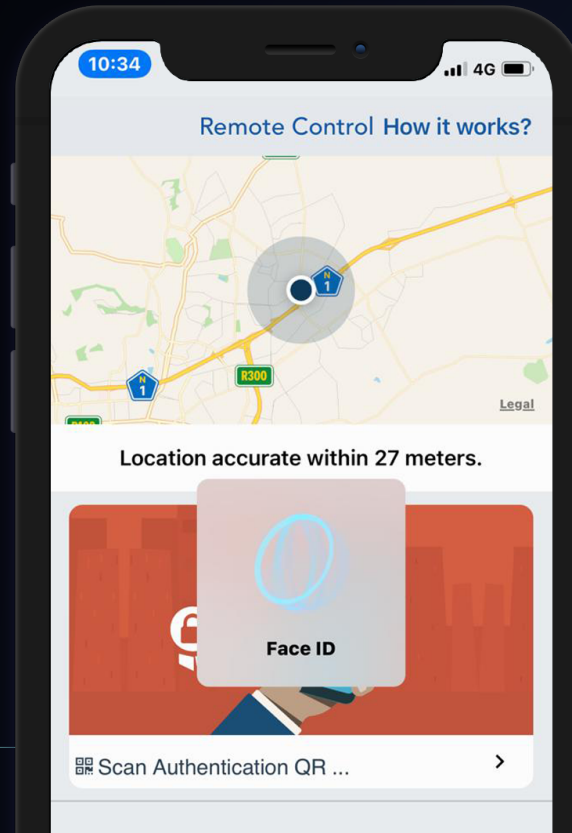 10:34
4G
Remote Control How it works?
N
1
R300
N
1
Legal
Location accurate within 27 meters.
Face ID
Scan Authentication QR ...